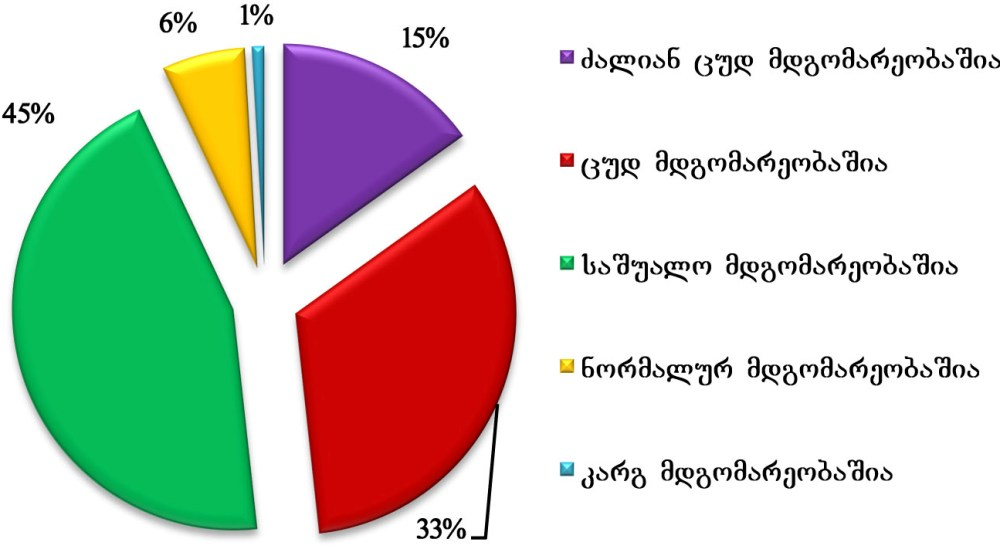 6%
1%
15%
45%
33%
ძალიან ცუდ მდგომარეობაშია
ცუდ მდგომარეობაშია
საშუალო მდგომარეობაშია
ნორმალურ მდგომარეობაშია
კარგ მდგომარეობაშია